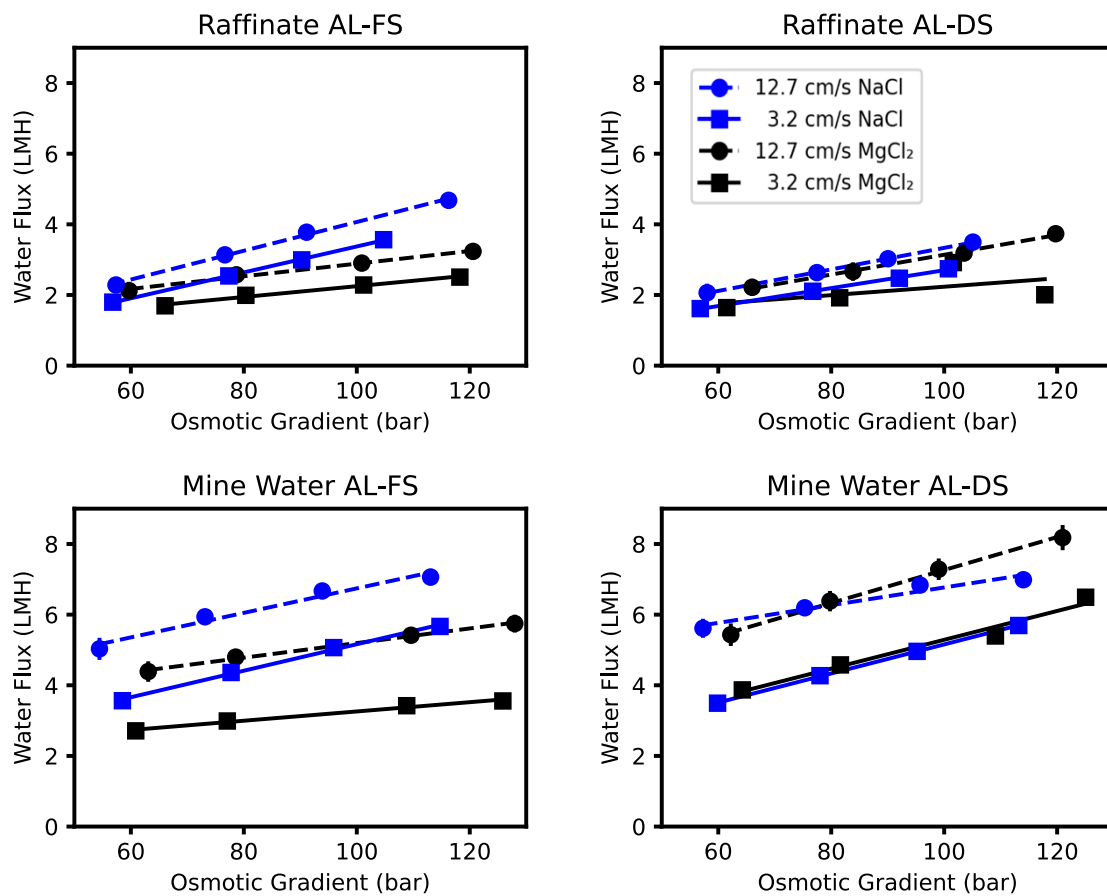 Raffinate AL-FS
Water Flux (LMH)
8
6
4
2
0
60 80 100 120
Osmotic Gradient (bar)
Raffinate AL-DS
Water Flux (LMH)
8
6
4
2
0
12.7 cm/s NaCl
3.2 cm/s NaCl
12.7 cm/s MgCl₂
3.2 cm/s MgCl₂
60 80 100 120
Osmotic Gradient (bar)
Mine Water AL-FS
Water Flux (LMH)
8
6
4
2
0
60 80 100 120
Osmotic Gradient (bar)
Mine Water AL-DS
Water Flux (LMH)
8
6
4
2
0
60 80 100 120
Osmotic Gradient (bar)